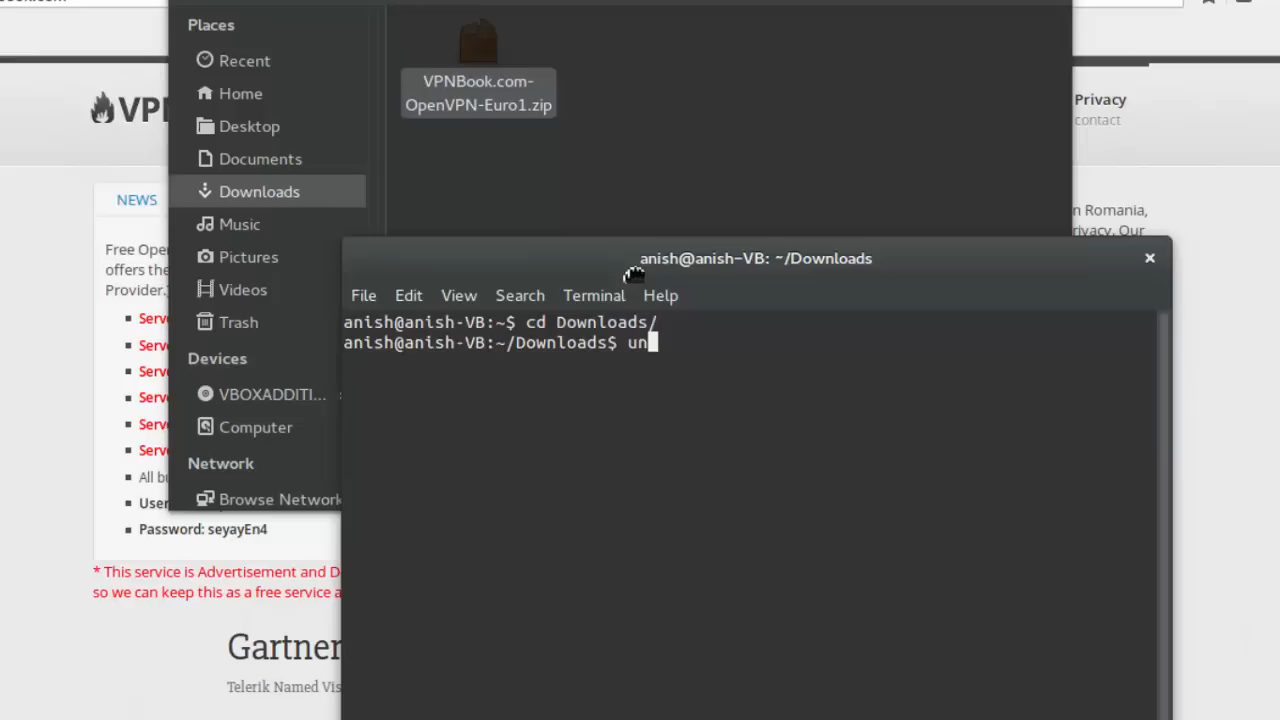 Places
Recent
Home
Desktop
Documents
Downloads
Music
Pictures
Videos
Trash
Devices
VBOXADDITI...
Computer
Network
Browse Network
VPNBook.com-
OpenVPN-Euro1.zip
anish@anish-VB: ~/Downloads
File Edit View Search Terminal Help
anish@anish-VB:~$ cd Downloads/
anish@anish-VB:~/Downloads$ un
VP
Privacy
contact
n Romania,
NEWS
Free Ope
offers the
Provider.
Serv
Serv
Serv
Serv
Serv
Serv
All bu
User
Password: seyayEn4
* This service is Advertisement and D
so we can keep this as a free service a
Gartner
Telerik Named Vis